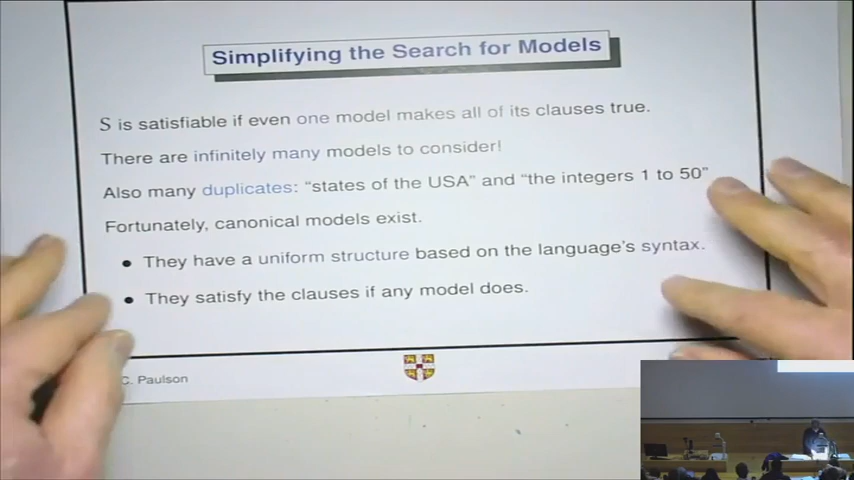 Simplifying the Search for Models
S is satisfiable if even one model makes all of its clauses true.
There are infinitely many models to consider!
Also many duplicates: “states of the USA” and “the integers 1 to 50”
Fortunately, canonical models exist.
• They have a uniform structure based on the language’s syntax.
• They satisfy the clauses if any model does.
C. Paulson